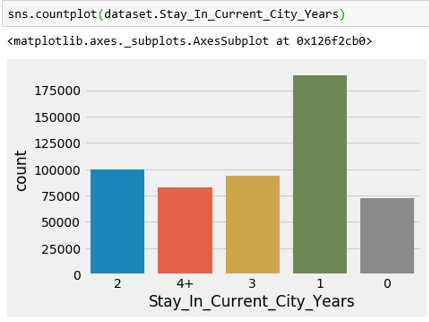 sns.countplot(dataset.Stay_In_Current_City_Years)
<matplotlib.axes._subplots.AxesSubplot at 0x126f2cb0>
175000
150000
125000
100000
75000
50000
25000
0
count
2 4+ 3 1 0
Stay_In_Current_City_Years